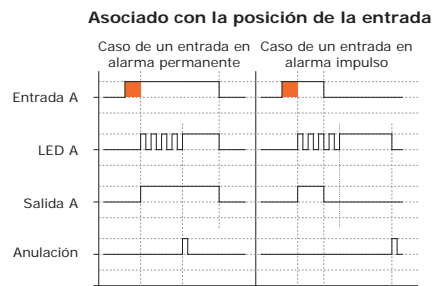 Asociado con la posición de la entrada
Caso de un entrada en alarma permanente
Caso de un entrada en alarma impulso
Entrada A
LED A
Salida A
Anulación